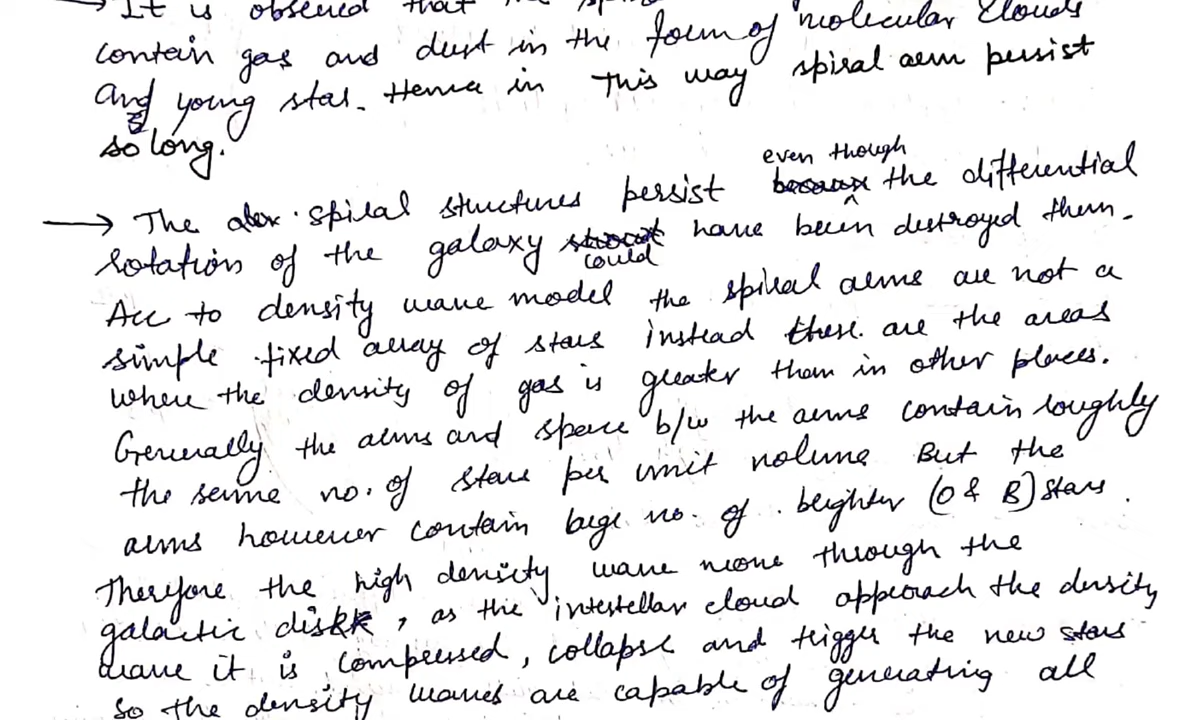 → It is observed that the
contain gas and dust in the form of molecular clouds
and young star. Hence in This way spiral arm persist
so long.
even though
→ The spiral structures persist because the differential
rotation of the galaxy could have been destroyed them.
Acc to density wave model the spiral arms are not a
simple fixed array of stars instead these are the areas
where the density of gas is greater than in other places.
Generally the arms and space b/w the arms contain roughly
the same no. of stars per unit volume But the
arms however contain large no. of brighter (O & B) stars.
Therefore the high density wave move through the
galactic disk, as the interstellar cloud approach the density
wave it is compressed, collapse and trigger the new stars
so the density waves are capable of generating all